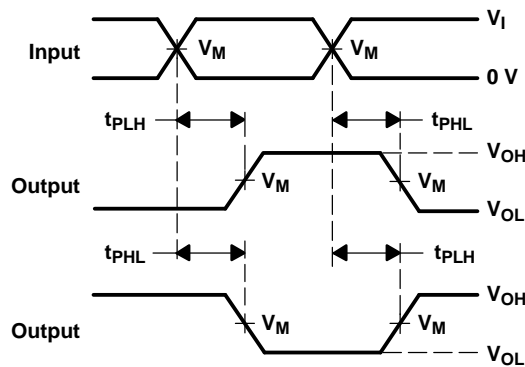 Input
V_I
V_M
V_M
0 V
t_PLH
t_PHL
Output
V_OH
V_M
V_M
V_OL
t_PHL
t_PLH
Output
V_OH
V_M
V_M
V_OL